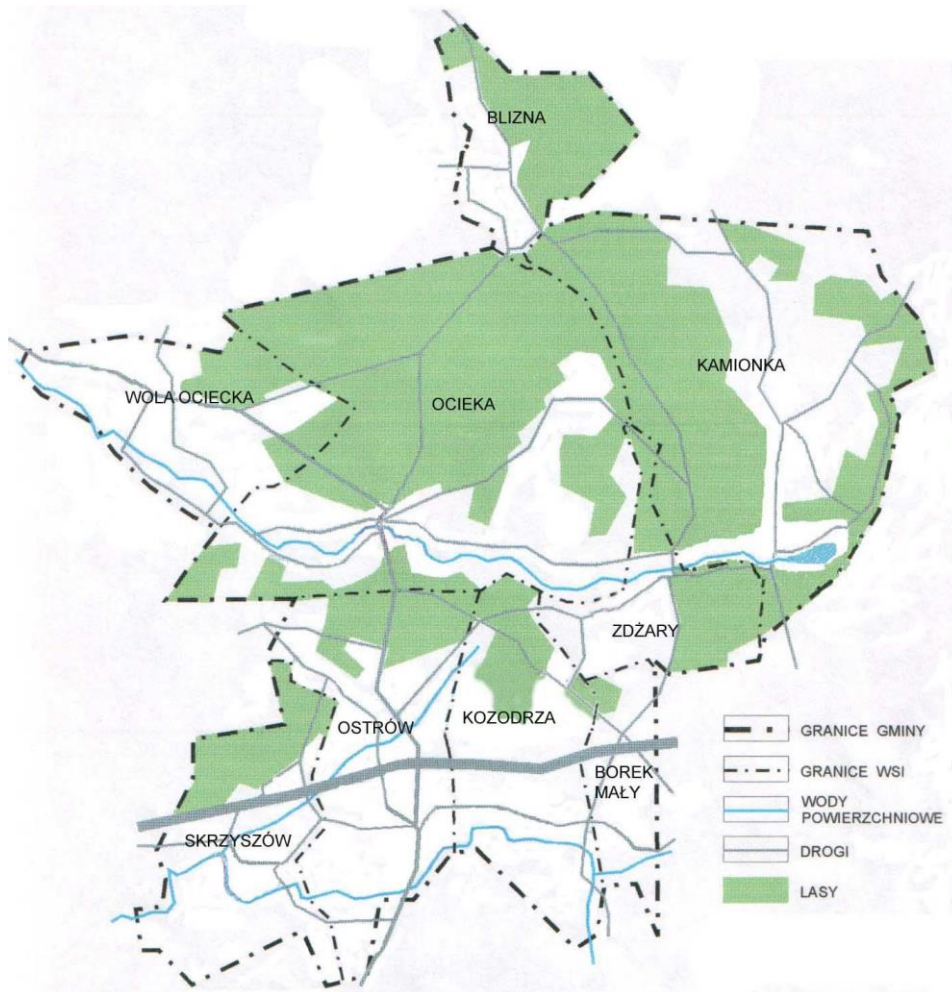 BLIZNA
KAMIONKA
WOLA OCIECKA
OCIEKA
ZDŻARY
OSTRÓW
KOZODRZA
BOREK
MAŁY
SKRZYSZÓW
GRANICE GMINY
GRANICE WSI
WODY
POWIERZCHNIOWE
DROGI
LASY